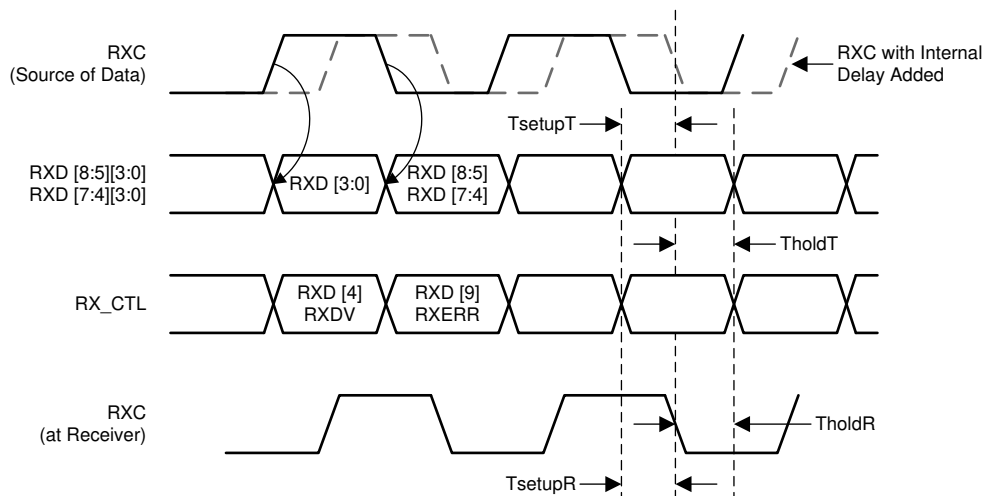 RXC
(Source of Data)
RXC with Internal
Delay Added
TsetupT
RXD [8:5][3:0]
RXD [7:4][3:0]
RXD [3:0]
RXD [8:5]
RXD [7:4]
TholdT
RX_CTL
RXD [4]
RXDV
RXD [9]
RXERR
RXC
(at Receiver)
TholdR
TsetupR